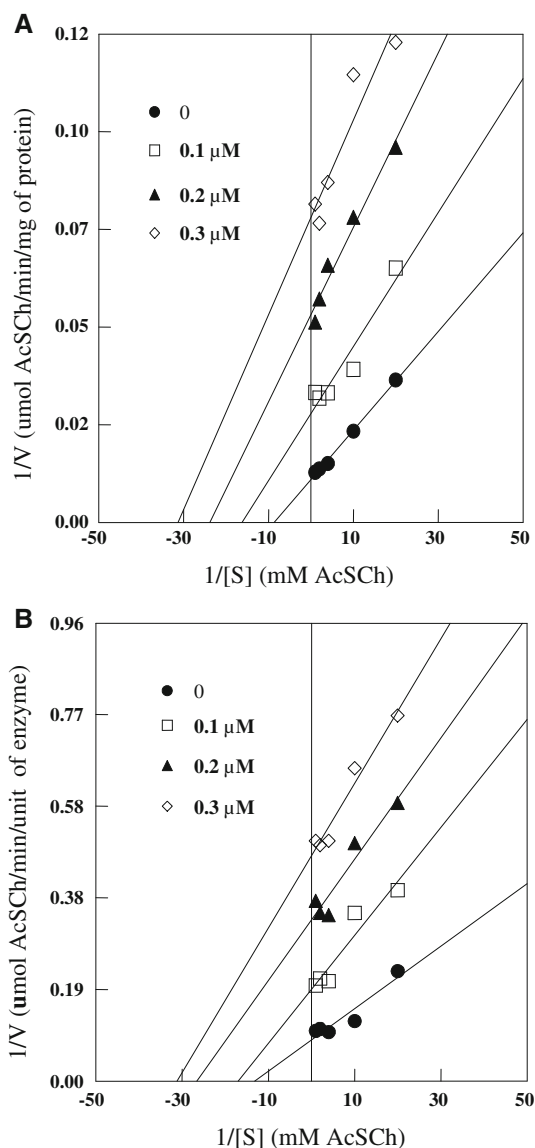 A
1/V (umol AcSCh/min/mg of protein)
0.12
0.10
0.07
0.05
0.02
0.00
0
0.1 µM
0.2 µM
0.3 µM
-50
-30
-10
10
30
50
1/[S] (mM AcSCh)
B
1/V (umol AcSCh/min/unit of enzyme)
0.96
0.77
0.58
0.38
0.19
0.00
0
0.1 µM
0.2 µM
0.3 µM
-50
-30
-10
10
30
50
1/[S] (mM AcSCh)